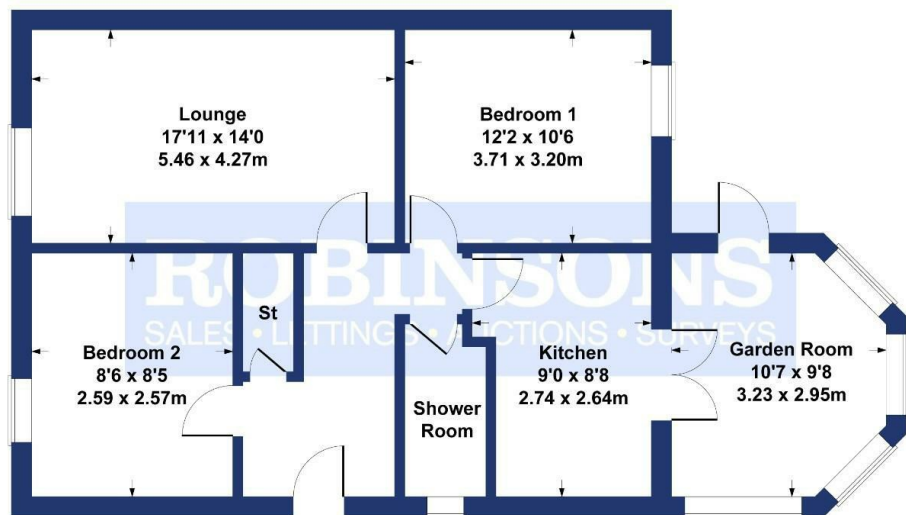 Lounge
17'11 x 14'0
5.46 x 4.27m
Bedroom 1
12'2 x 10'6
3.71 x 3.20m
ROBINSONS
SALES • LETTINGS • AUCTIONS • SURVEYS
St
Bedroom 2
8'6 x 8'5
2.59 x 2.57m
Shower
Room
Kitchen
9'0 x 8'8
2.74 x 2.64m
Garden Room
10'7 x 9'8
3.23 x 2.95m